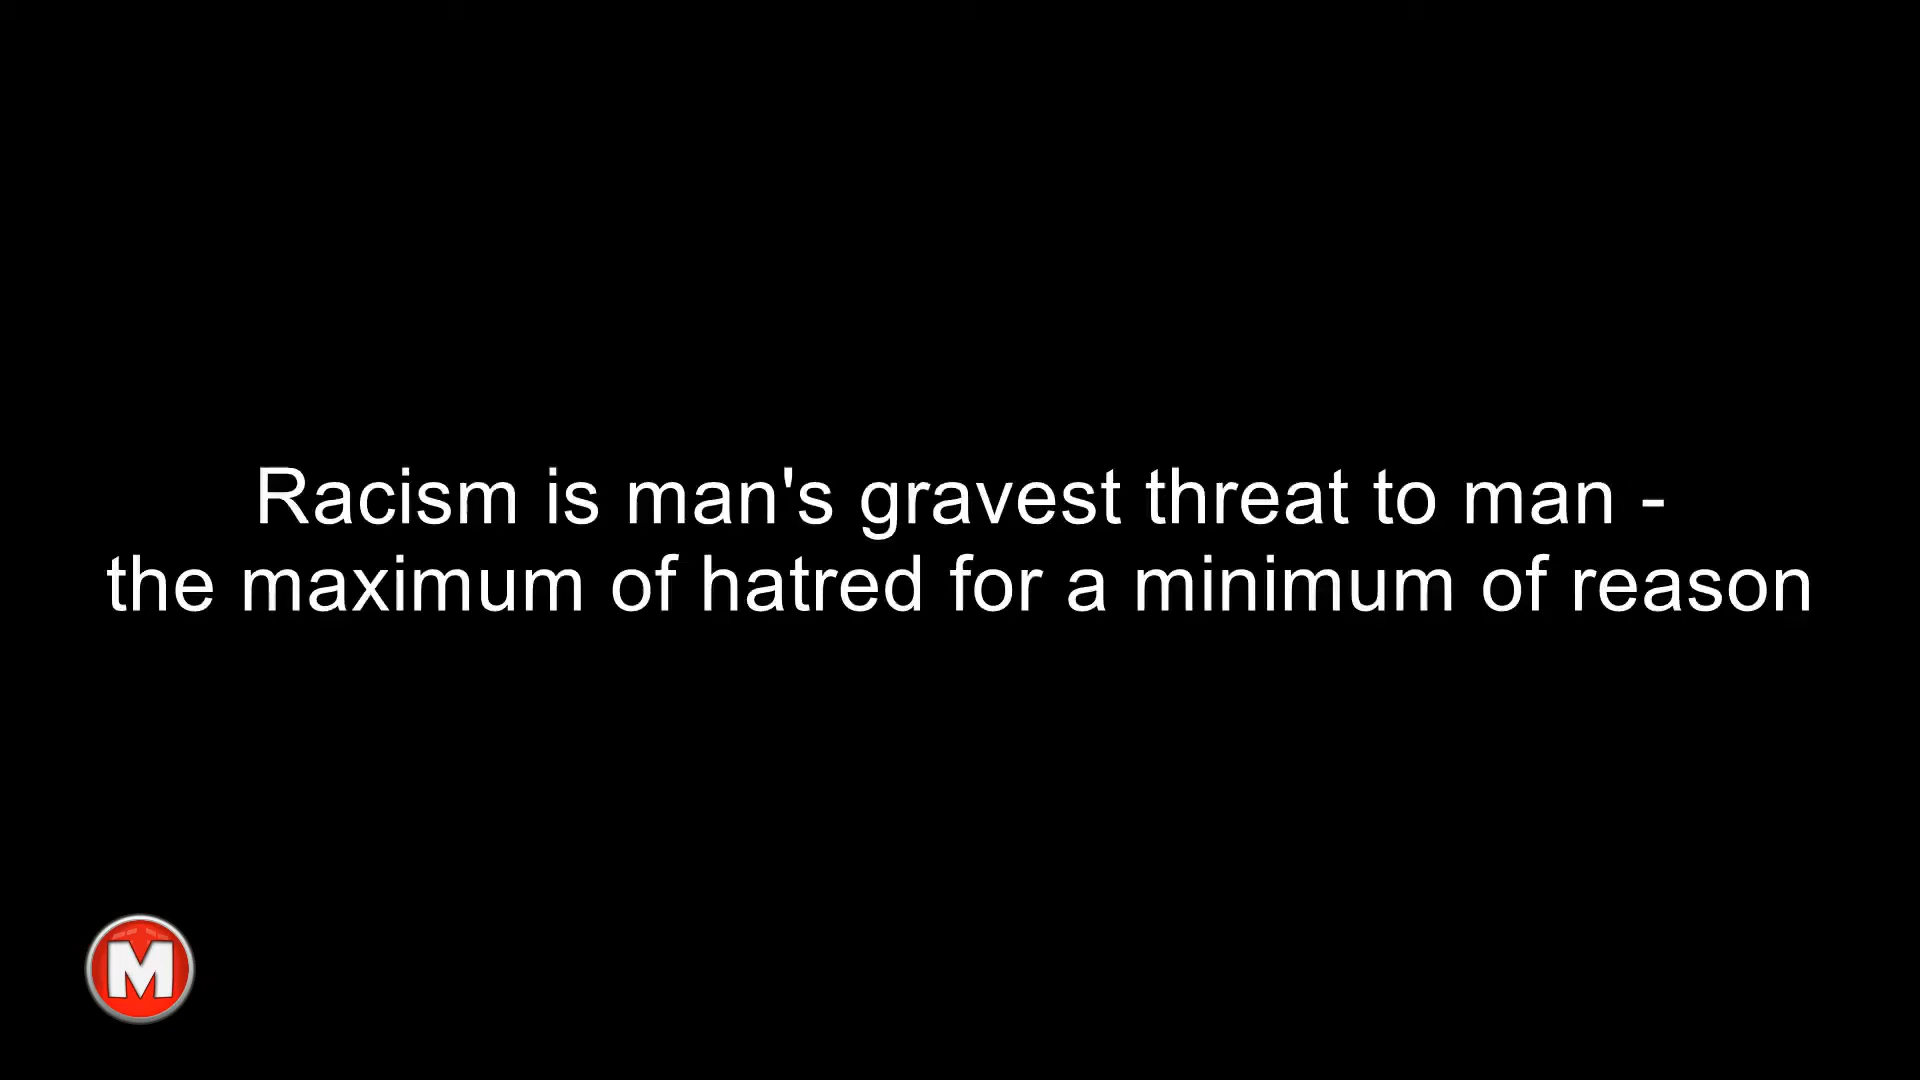 Racism is man's gravest threat to man -
the maximum of hatred for a minimum of reason
M